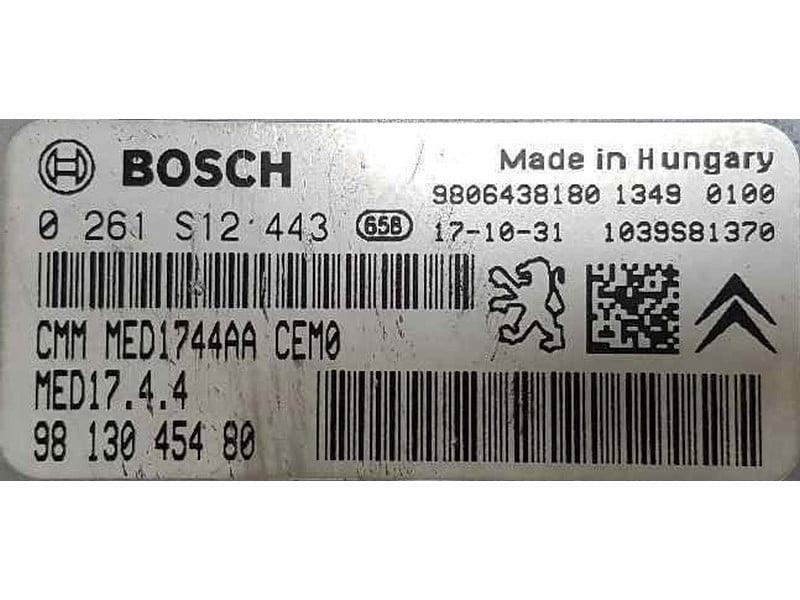 BOSCH
Made in Hungary
9806438180 1349 0100
0 261 S12 443 65B 17-10-31 1039S81370
CMM MED1744AA CEM0
MED17.4.4
98 130 454 80